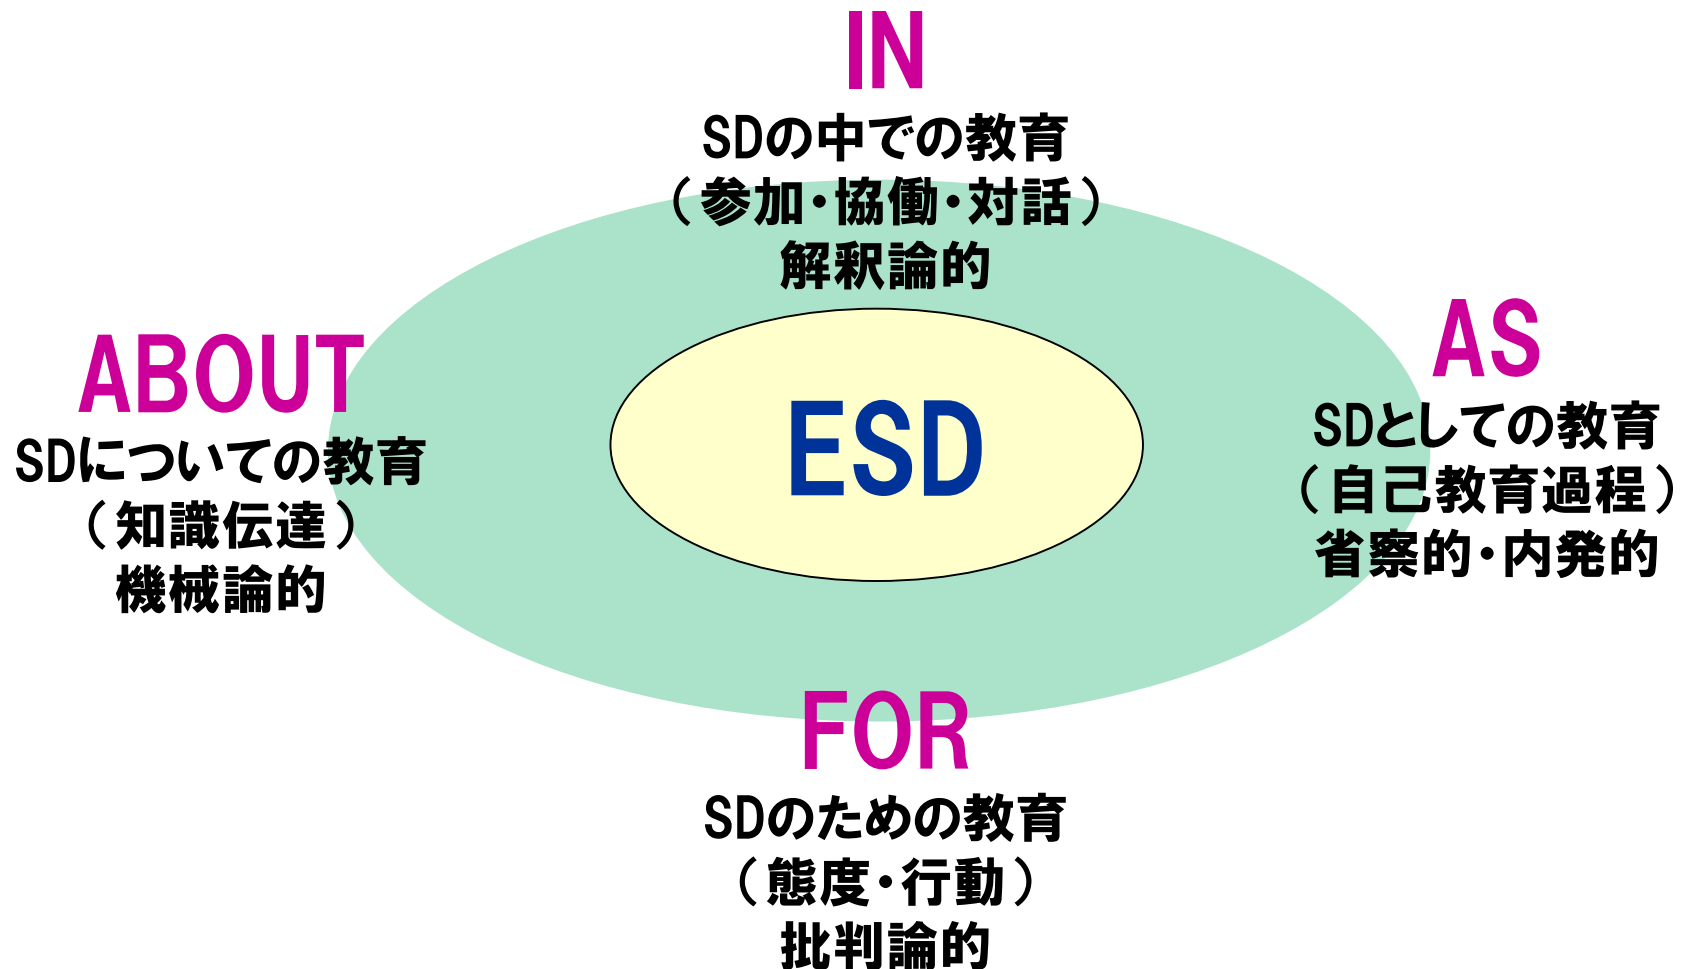 IN
SDの中での教育
（参加・協働・対話）
解釈論的
ABOUT
SDについての教育
（知識伝達）
機械論的
ESD
AS
SDとしての教育
（自己教育過程）
省察的・内発的
FOR
SDのための教育
（態度・行動）
批判論的